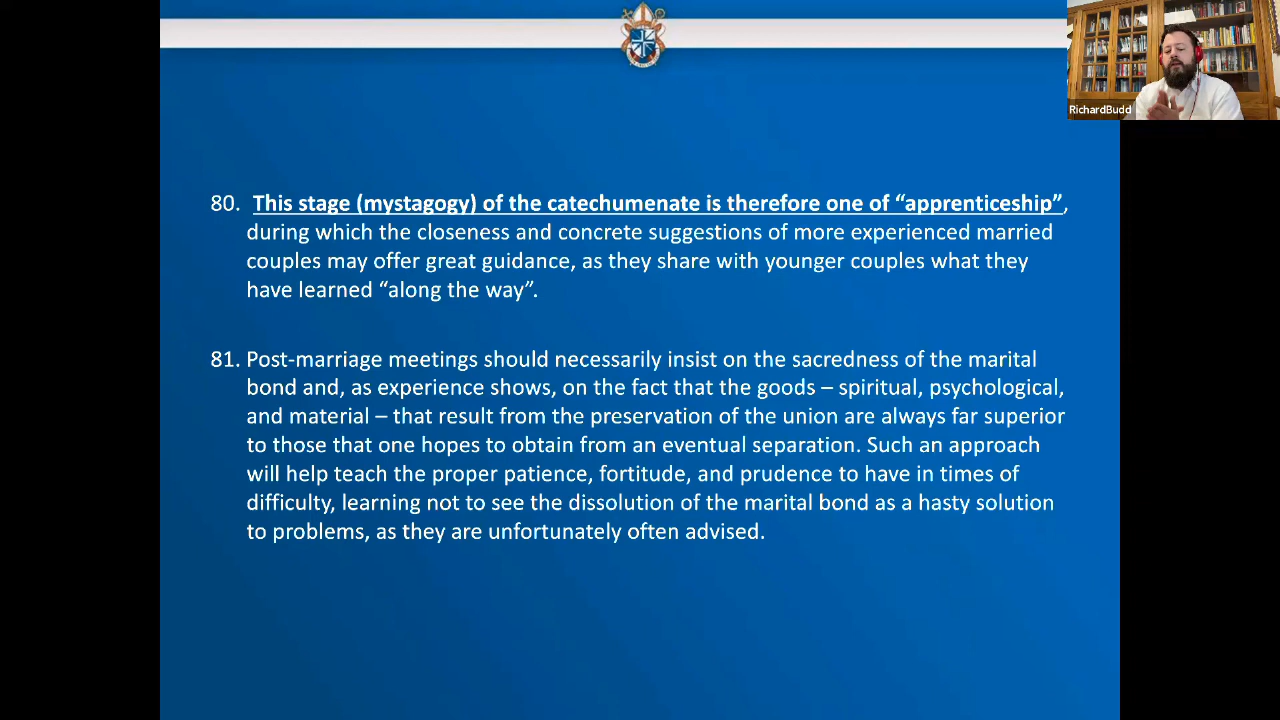 RichardBudd
80. This stage (mystagogy) of the catechumenate is therefore one of “apprenticeship”,
during which the closeness and concrete suggestions of more experienced married
couples may offer great guidance, as they share with younger couples what they
have learned “along the way”.
81. Post-marriage meetings should necessarily insist on the sacredness of the marital
bond and, as experience shows, on the fact that the goods – spiritual, psychological,
and material – that result from the preservation of the union are always far superior
to those that one hopes to obtain from an eventual separation. Such an approach
will help teach the proper patience, fortitude, and prudence to have in times of
difficulty, learning not to see the dissolution of the marital bond as a hasty solution
to problems, as they are unfortunately often advised.